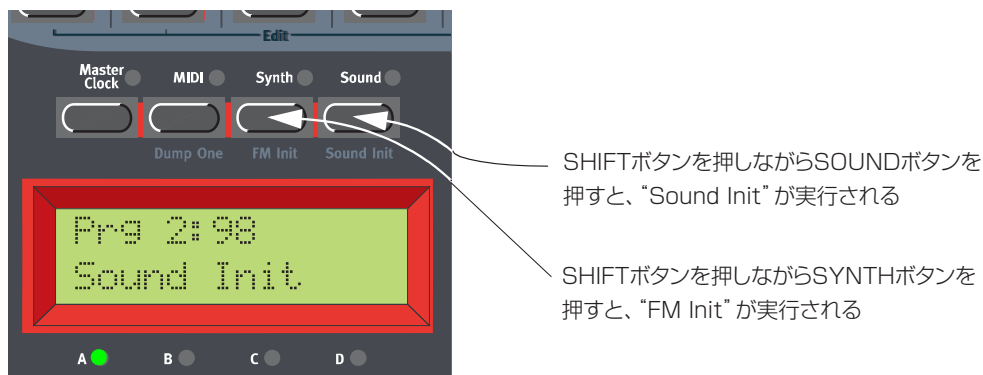 Edit
Master
Clock
MIDI
Synth
Sound
Dump One
FM Init
Sound Init
SHIFTボタンを押しながらSOUNDボタンを
押すと、“Sound Init”が実行される
Prg 2:98
Sound Init
SHIFTボタンを押しながらSYNTHボタンを
押すと、“FM Init”が実行される
A
B
C
D